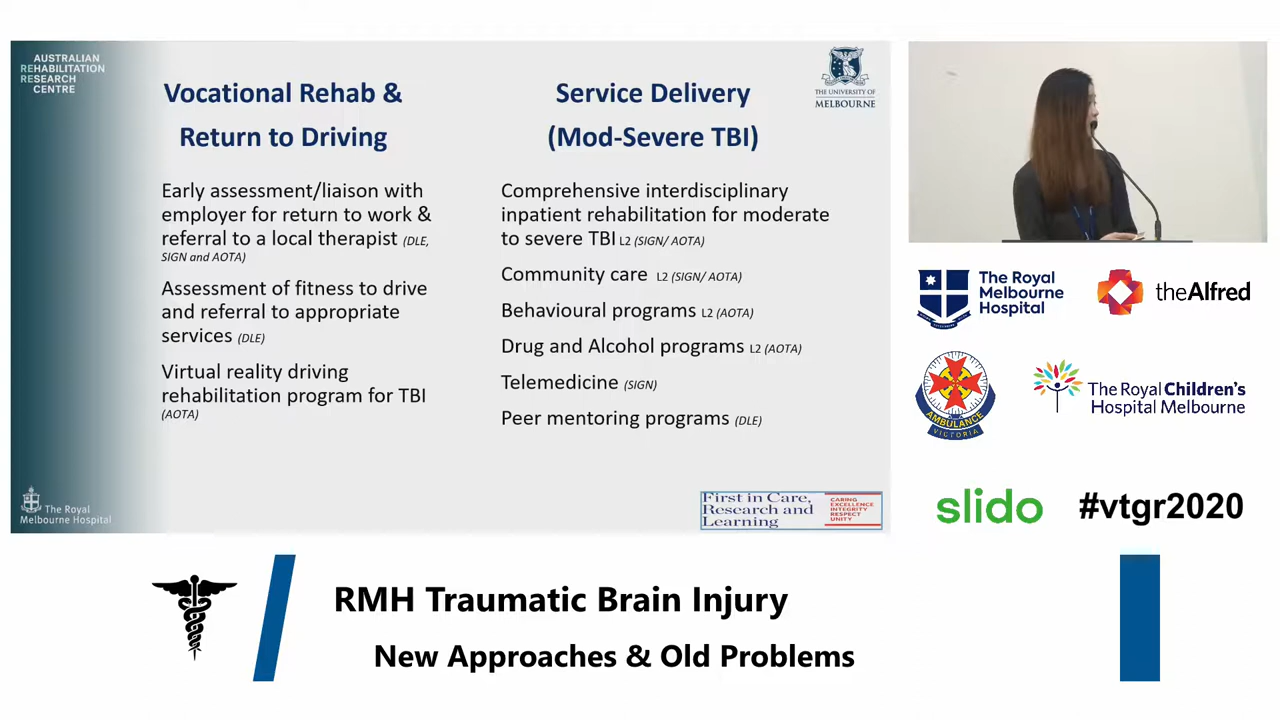 AUSTRALIAN
REHABILITATION
RESEARCH
CENTRE
Vocational Rehab &
Return to Driving
Early assessment/liaison with
employer for return to work &
referral to a local therapist (DLE,
SIGN and AOTA)
Assessment of fitness to drive
and referral to appropriate
services (DLE)
Virtual reality driving
rehabilitation program for TBI
(AOTA)
Service Delivery
(Mod-Severe TBI)
Comprehensive interdisciplinary
inpatient rehabilitation for moderate
to severe TBI L2 (SIGN/ AOTA)
Community care L2 (SIGN/ AOTA)
Behavioural programs L2 (AOTA)
Drug and Alcohol programs L2 (AOTA)
Telemedicine (SIGN)
Peer mentoring programs (DLE)
THE UNIVERSITY OF
MELBOURNE
The Royal
Melbourne Hospital
First in Care,
Research and
Learning
CARING
EXCELLENCE
INTEGRITY
RESPECT
UNITY
The Royal
Melbourne
Hospital
theAlfred
AMBULANCE
VICTORIA
The Royal Children's
Hospital Melbourne
slido
#vtgr2020
RMH Traumatic Brain Injury
New Approaches & Old Problems